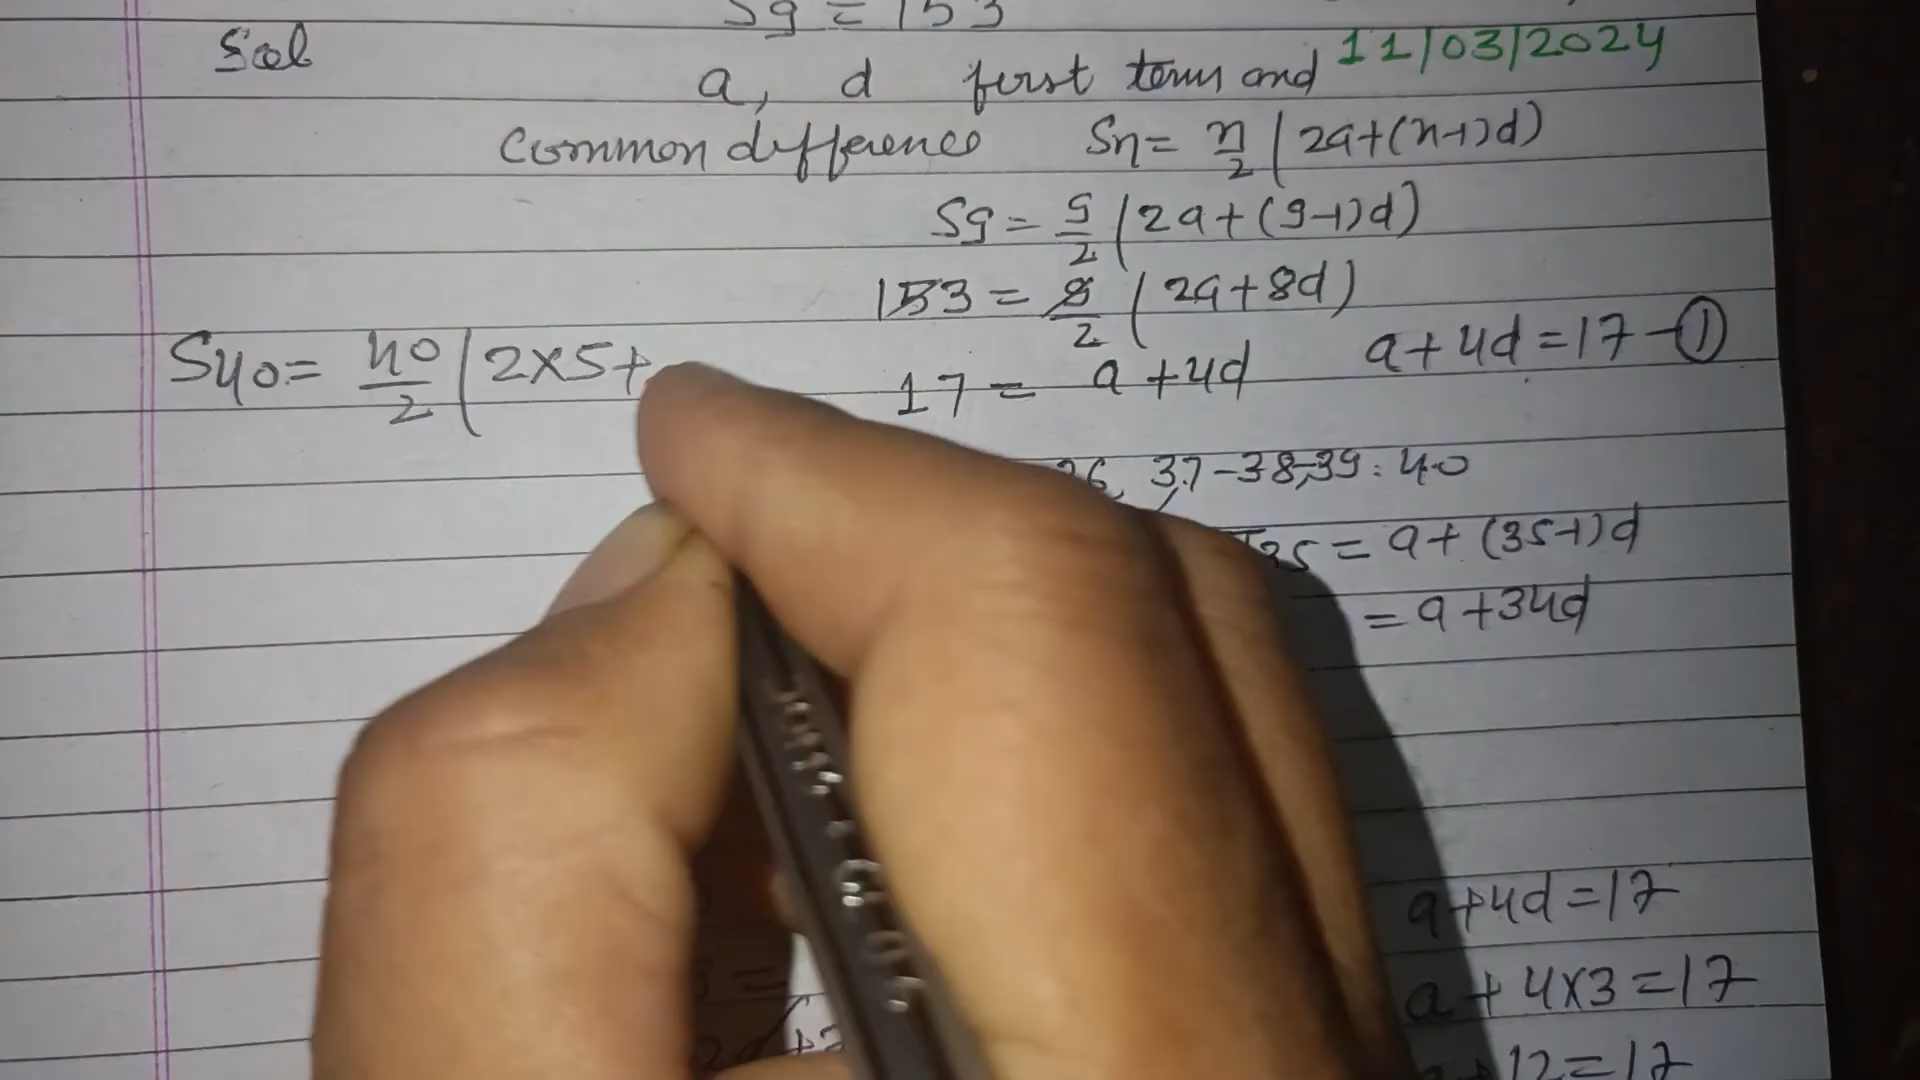 S9 = 153
Sol
11/03/2024
a, d first term and
common difference Sn = n/2 (2a+(n-1)d)
S9 = 9/2 (2a+(9-1)d)
153 = 9/2 (2a+8d)
S40 = 40/2 (2×5+
17 = a+4d a+4d=17-①
36, 37-38,39:40
T35 = a+(35-1)d
= a+34d
a+4d=17
a+4×3=17
+12=17